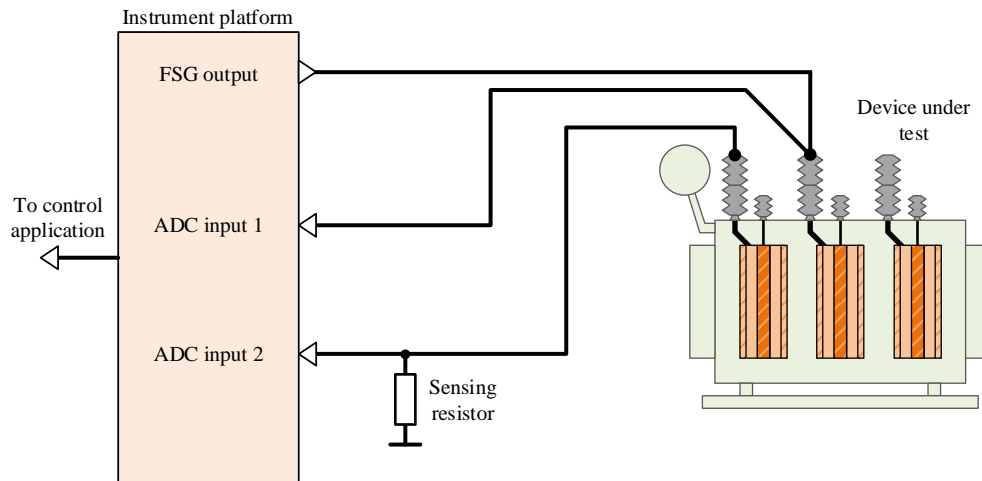 Instrument platform
FSG output
Device under
test
To control
application
ADC input 1
ADC input 2
Sensing
resistor